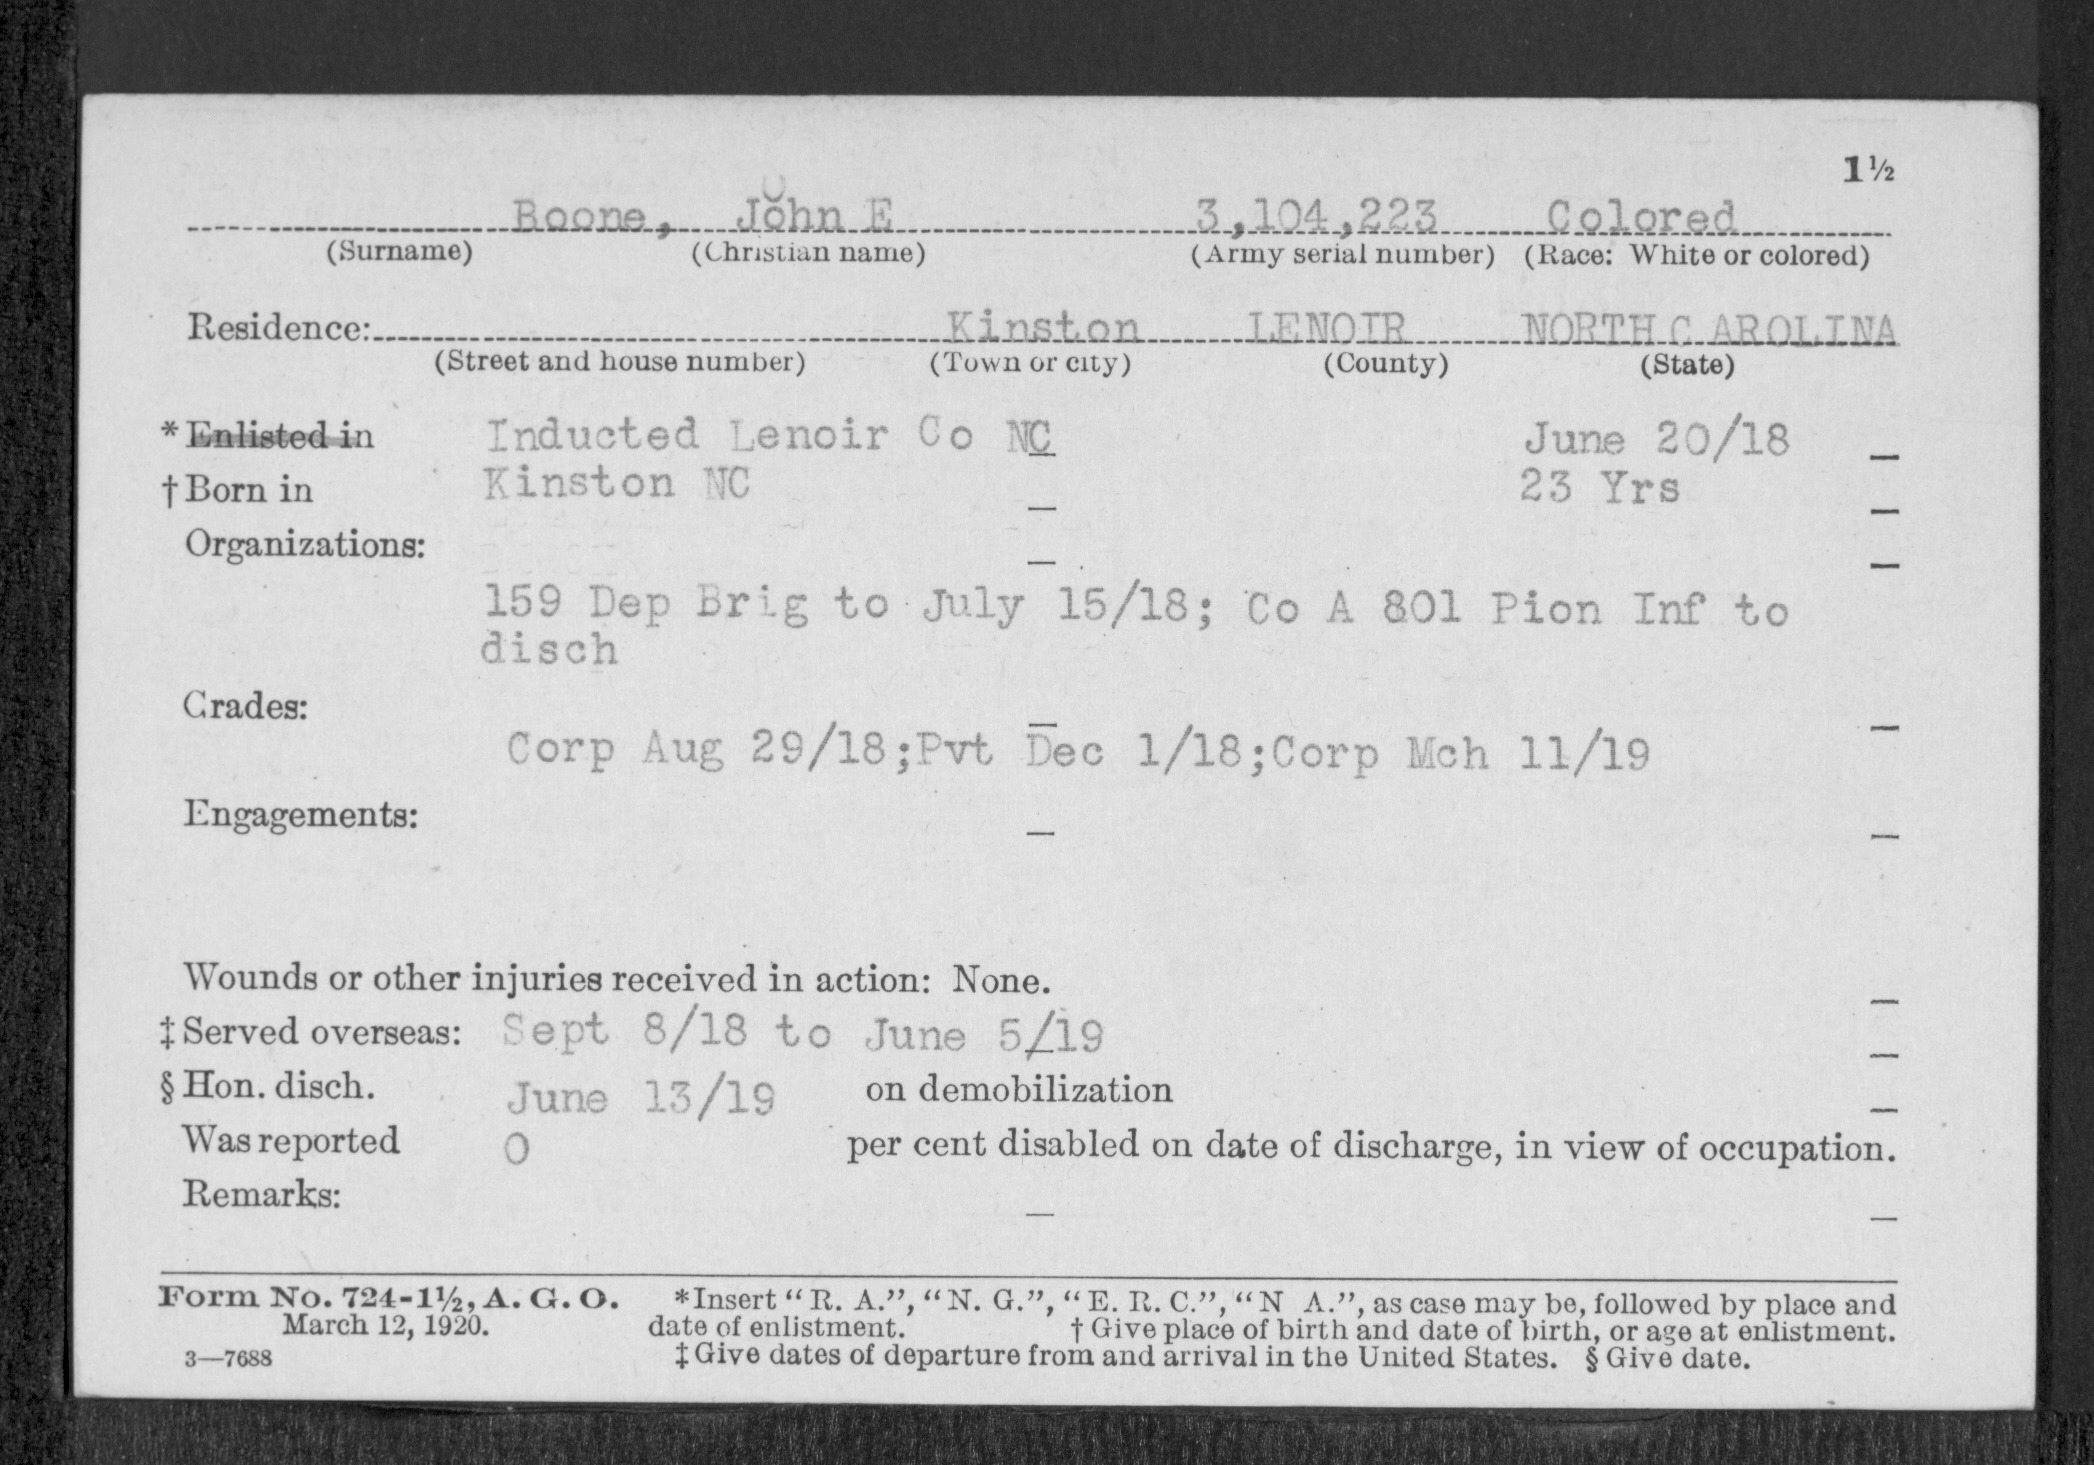 1½
Boone, John E 3,104,223 Colored
(Surname) (Christian name) (Army serial number) (Race: White or colored)
Residence: Kinston LENOIR NORTH C AROLINA
(Street and house number) (Town or city) (County) (State)
*Enlisted in Inducted Lenoir Co NC June 20/18
†Born in Kinston NC 23 Yrs
Organizations:
159 Dep Brig to July 15/18; Co A 801 Pion Inf to
disch
Grades:
Corp Aug 29/18;Pvt Dec 1/18;Corp Mch 11/19
Engagements:
Wounds or other injuries received in action: None.
‡Served overseas: Sept 8/18 to June 5/19
§Hon. disch. June 13/19 on demobilization
Was reported 0 per cent disabled on date of discharge, in view of occupation.
Remarks:
Form No. 724-1½, A. G. O. *Insert "R. A.", "N. G.", "E. R. C.", "N A.", as case may be, followed by place and
March 12, 1920. date of enlistment. †Give place of birth and date of birth, or age at enlistment.
3—7688 ‡Give dates of departure from and arrival in the United States. §Give date.